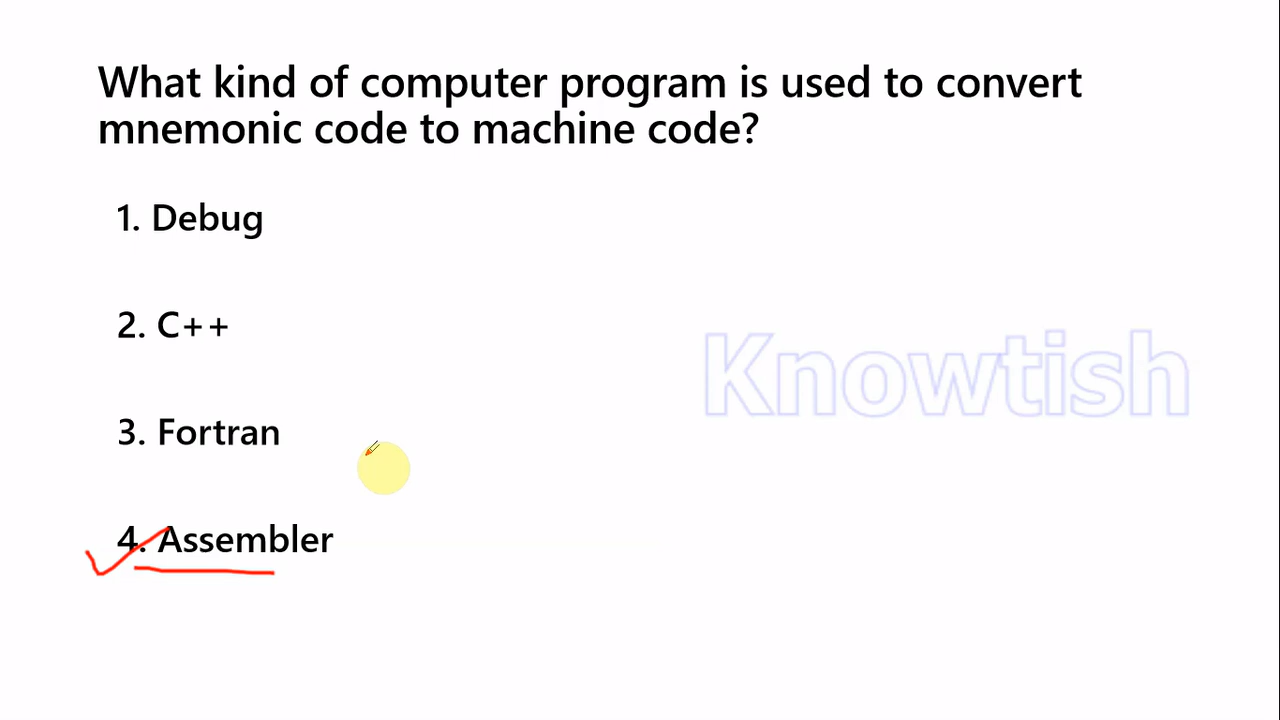 What kind of computer program is used to convert
mnemonic code to machine code?
1. Debug
2. C++
Knowtish
3. Fortran
4. Assembler